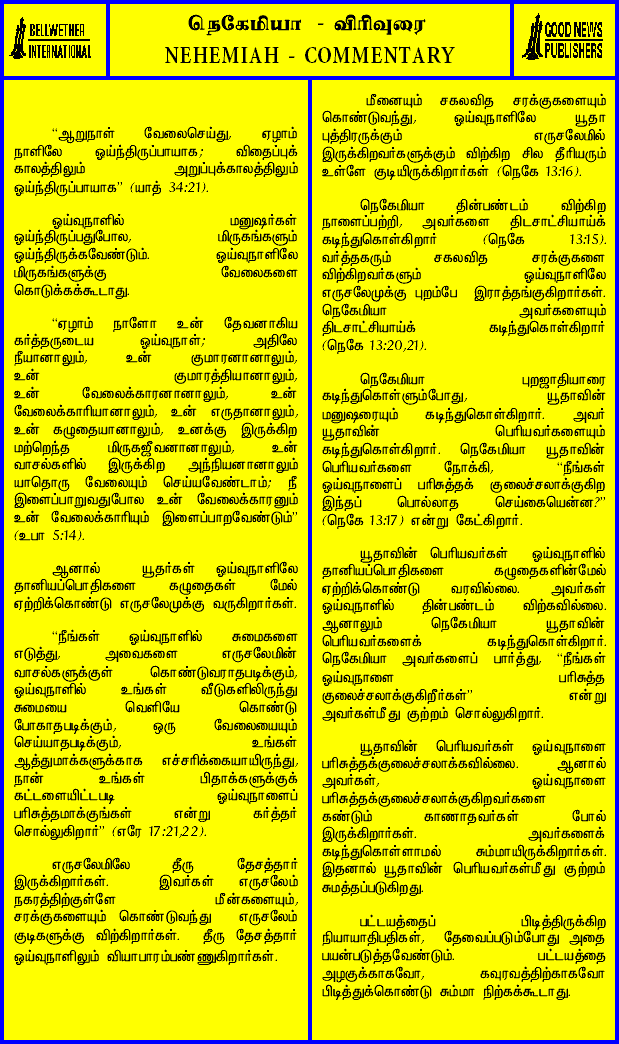 BELLWETHER
INTERNATIONAL
நெகேமியா - விரிவுரை
NEHEMIAH - COMMENTARY
GOOD NEWS
PUBLISHERS
“ஆறுநாள் வேலைசெய்து, ஏழாம்
நாளிலே ஓய்ந்திருப்பாயாக; விதைப்புக்
காலத்திலும் அறுப்புக்காலத்திலும்
ஓய்ந்திருப்பாயாக” (யாத் 34:21).
ஓய்வுநாளில் மனுஷர்கள்
ஓய்ந்திருப்பதுபோல, மிருகங்களும்
ஓய்ந்திருக்கவேண்டும். ஓய்வுநாளிலே
மிருகங்களுக்கு வேலைகளை
கொடுக்கக்கூடாது.
“ஏழாம் நாளோ உன் தேவனாகிய
கர்த்தருடைய ஓய்வுநாள்; அதிலே
நீயானாலும், உன் குமாரனானாலும்,
உன் குமாரத்தியானாலும்,
உன் வேலைக்காரனானாலும், உன்
வேலைக்காரியானாலும், உன் எருதானாலும்,
உன் கழுதையானாலும், உனக்கு இருக்கிற
மற்றெந்த மிருகஜீவனானாலும், உன்
வாசல்களில் இருக்கிற அந்நியனானாலும்
யாதொரு வேலையும் செய்யவேண்டாம்; நீ
இளைப்பாறுவதுபோல உன் வேலைக்காரனும்
உன் வேலைக்காரியும் இளைப்பாறவேண்டும்”
(உபா 5:14).
ஆனால் யூதர்கள் ஓய்வுநாளிலே
தானியப்பொதிகளை கழுதைகள் மேல்
ஏற்றிக்கொண்டு எருசலேமுக்கு வருகிறார்கள்.
“நீங்கள் ஓய்வுநாளில் சுமைகளை
எடுத்து, அவைகளை எருசலேமின்
வாசல்களுக்குள் கொண்டுவராதபடிக்கும்,
ஓய்வுநாளில் உங்கள் வீடுகளிலிருந்து
சுமையை வெளியே கொண்டு
போகாதபடிக்கும், ஒரு வேலையையும்
செய்யாதபடிக்கும், உங்கள்
ஆத்துமாக்களுக்காக எச்சரிக்கையாயிருந்து,
நான் உங்கள் பிதாக்களுக்குக்
கட்டளையிட்டபடி ஓய்வுநாளைப்
பரிசுத்தமாக்குங்கள் என்று கர்த்தர்
சொல்லுகிறார்” (எரே 17:21,22).
எருசலேமிலே தீரு தேசத்தார்
இருக்கிறார்கள். இவர்கள் எருசலேம்
நகரத்திற்குள்ளே மீன்களையும்,
சரக்குகளையும் கொண்டுவந்து எருசலேம்
குடிகளுக்கு விற்கிறார்கள். தீரு தேசத்தார்
ஓய்வுநாளிலும் வியாபாரம்பண்ணுகிறார்கள்.
மீனையும் சகலவித சரக்குகளையும்
கொண்டுவந்து, ஓய்வுநாளிலே யூதா
புத்திரருக்கும் எருசலேமில்
இருக்கிறவர்களுக்கும் விற்கிற சில தீரியரும்
உள்ளே குடியிருக்கிறார்கள் (நெகே 13:16).
நெகேமியா தின்பண்டம் விற்கிற
நாளைப்பற்றி, அவர்களை திடசாட்சியாய்க்
கடிந்துகொள்கிறார் (நெகே 13:15).
வர்த்தகரும் சகலவித சரக்குகளை
விற்கிறவர்களும் ஓய்வுநாளிலே
எருசலேமுக்கு புறம்பே இராத்தங்குகிறார்கள்.
நெகேமியா அவர்களையும்
திடசாட்சியாய்க் கடிந்துகொள்கிறார்
(நெகே 13:20,21).
நெகேமியா புறஜாதியாரை
கடிந்துகொள்ளும்போது, யூதாவின்
மனுஷரையும் கடிந்துகொள்கிறார். அவர்
யூதாவின் பெரியவர்களையும்
கடிந்துகொள்கிறார். நெகேமியா யூதாவின்
பெரியவர்களை நோக்கி, “நீங்கள்
ஓய்வுநாளைப் பரிசுத்தக் குலைச்சலாக்குகிற
இந்தப் பொல்லாத செய்கையென்ன?”
(நெகே 13:17) என்று கேட்கிறார்.
யூதாவின் பெரியவர்கள் ஓய்வுநாளில்
தானியப்பொதிகளை கழுதைகளின்மேல்
ஏற்றிக்கொண்டு வரவில்லை. அவர்கள்
ஓய்வுநாளில் தின்பண்டம் விற்கவில்லை.
ஆனாலும் நெகேமியா யூதாவின்
பெரியவர்களைக் கடிந்துகொள்கிறார்.
நெகேமியா அவர்களைப் பார்த்து, “நீங்கள்
ஓய்வுநாளை பரிசுத்த
குலைச்சலாக்குகிறீர்கள்” என்று
அவர்கள்மீது குற்றம் சொல்லுகிறார்.
யூதாவின் பெரியவர்கள் ஓய்வுநாளை
பரிசுத்தக்குலைச்சலாக்கவில்லை. ஆனால்
அவர்கள், ஓய்வுநாளை
பரிசுத்தக்குலைச்சலாக்குகிறவர்களை
கண்டும் காணாதவர்கள் போல்
இருக்கிறார்கள். அவர்களைக்
கடிந்துகொள்ளாமல் சும்மாயிருக்கிறார்கள்.
இதனால் யூதாவின் பெரியவர்கள்மீது குற்றம்
சுமத்தப்படுகிறது.
பட்டயத்தைப் பிடித்திருக்கிற
நியாயாதிபதிகள், தேவைப்படும்போது அதை
பயன்படுத்தவேண்டும். பட்டயத்தை
அழகுக்காகவோ, கவுரவத்திற்காகவோ
பிடித்துக்கொண்டு சும்மா நிற்கக்கூடாது.